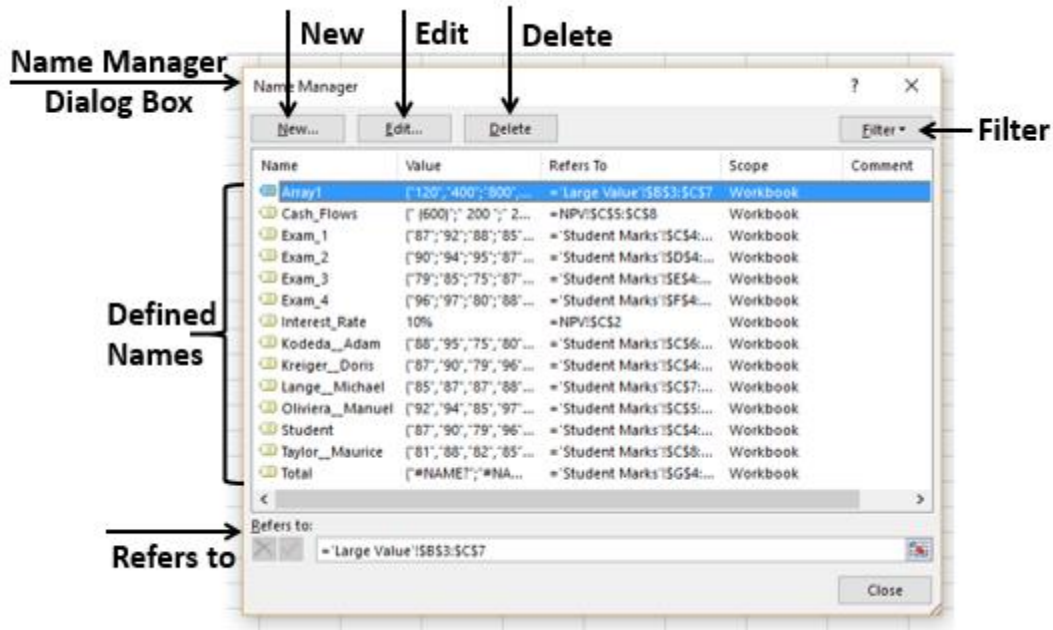 New Edit Delete
Name Manager
Dialog Box
Name Manager ? ×
New... Edit... Delete Filter
Filter
Name Value Refers To Scope Comment
Array1 {"120","400";"800",... ='Large Value'!$B$3:$C$7 Workbook
Cash_Flows {" (600)";" 200 ";" 2... =NPV!$C$5:$C$8 Workbook
Exam_1 {"87";"92";"88";"85"... ='Student Marks'!$C$4:... Workbook
Exam_2 {"90";"94";"95";"87"... ='Student Marks'!$D$4:... Workbook
Exam_3 {"79";"85";"75";"87"... ='Student Marks'!$E$4:... Workbook
Exam_4 {"96";"97";"80";"88"... ='Student Marks'!$F$4:... Workbook
Interest_Rate 10% =NPV!$C$2 Workbook
Kodeda__Adam {"88","95","75","80"... ='Student Marks'!$C$6:... Workbook
Kreiger__Doris {"87","90","79","96"... ='Student Marks'!$C$4:... Workbook
Lange__Michael {"85","87","87","88"... ='Student Marks'!$C$7:... Workbook
Oliviera__Manuel {"92","94","85","97"... ='Student Marks'!$C$5:... Workbook
Student {"87","90","79","96"... ='Student Marks'!$C$4:... Workbook
Taylor__Maurice {"81","88","82","85"... ='Student Marks'!$C$8:... Workbook
Total {"#NAME?";"#NA... ='Student Marks'!$G$4:... Workbook
Defined
Names
Refers to:
Refers to
='Large Value'!$B$3:$C$7
Close